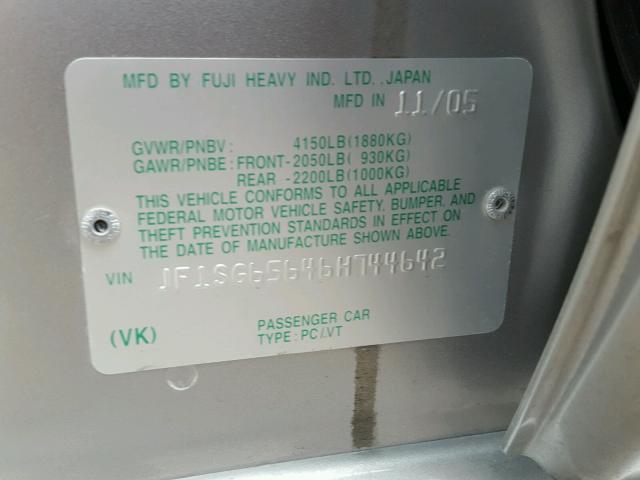 MFD BY FUJI HEAVY IND. LTD., JAPAN
MFD IN 11/05
GVWR/PNBV: 4150LB(1880KG)
GAWR/PNBE: FRONT-2050LB( 930KG)
REAR -2200LB(1000KG)
THIS VEHICLE CONFORMS TO ALL APPLICABLE
FEDERAL MOTOR VEHICLE SAFETY, BUMPER, AND
THEFT PREVENTION STANDARDS IN EFFECT ON
THE DATE OF MANUFACTURE SHOWN ABOVE.
VIN JF1SG65646H744642
(VK)
PASSENGER CAR
TYPE:PC/VT